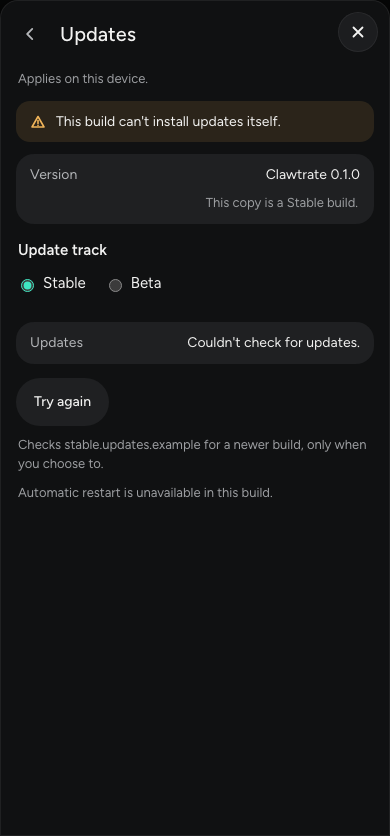 Updates
Applies on this device.
This build can't install updates itself.
Version
Clawtrate 0.1.0
This copy is a Stable build.
Update track
Stable
Beta
Updates
Couldn't check for updates.
Try again
Checks stable.updates.example for a newer build, only when
you choose to.
Automatic restart is unavailable in this build.